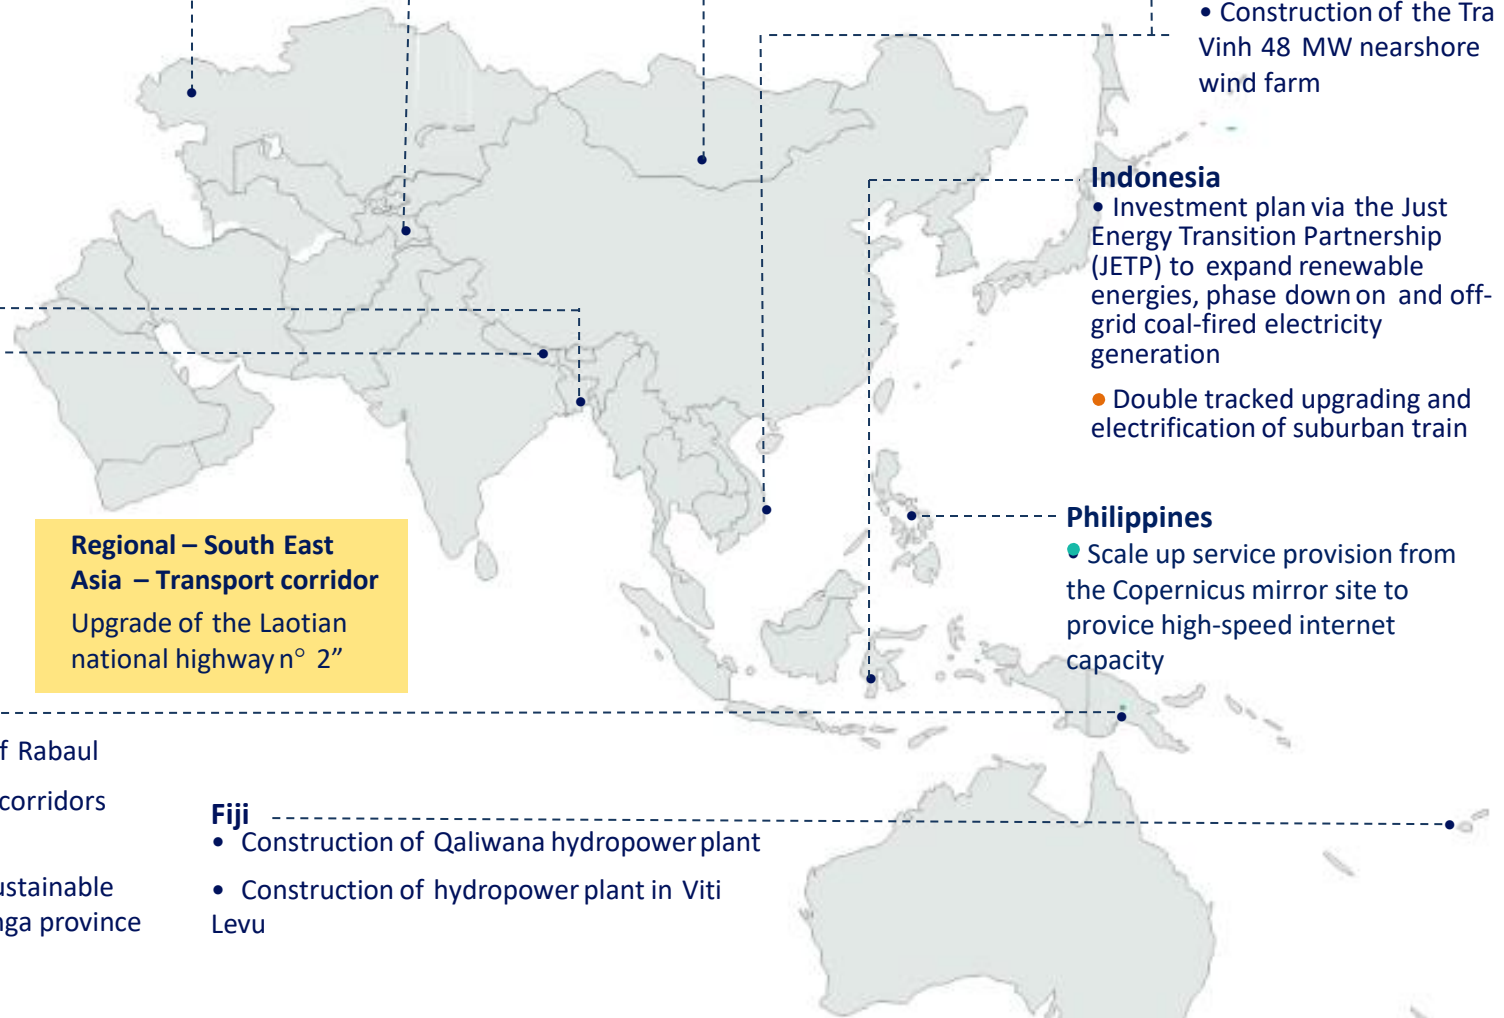 • Construction of the Tra
Vinh 48 MW nearshore
wind farm
Indonesia
• Investment plan via the Just
Energy Transition Partnership
(JETP) to expand renewable
energies, phase down on and off-
grid coal-fired electricity
generation
• Double tracked upgrading and
electrification of suburban train
Philippines
• Scale up service provision from
the Copernicus mirror site to
provice high-speed internet
capacity
Regional – South East
Asia – Transport corridor
Upgrade of the Laotian
national highway n° 2”
f Rabaul
corridors
ustainable
nga province
Fiji
• Construction of Qaliwana hydropower plant
• Construction of hydropower plant in Viti
Levu